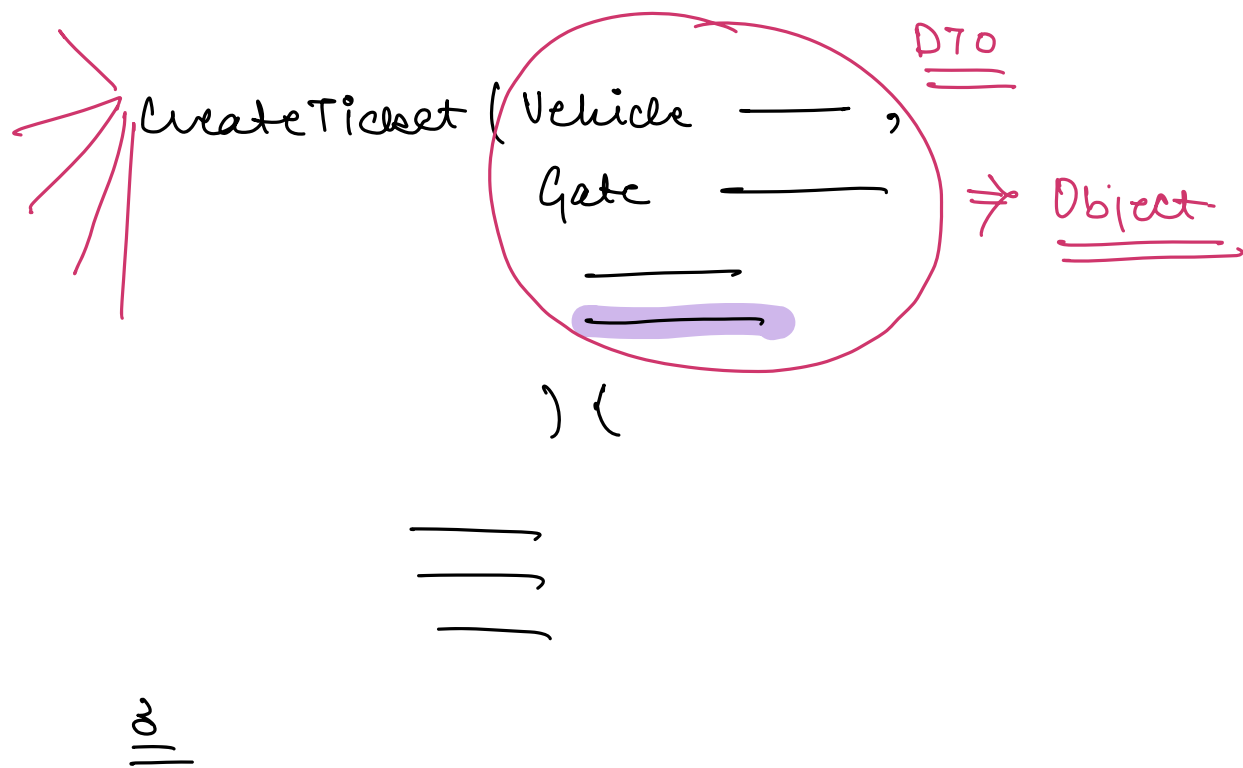 DTO
CreateTicket ( Vehicle ——— ,
Gate ———
⇒ Object
) {
}